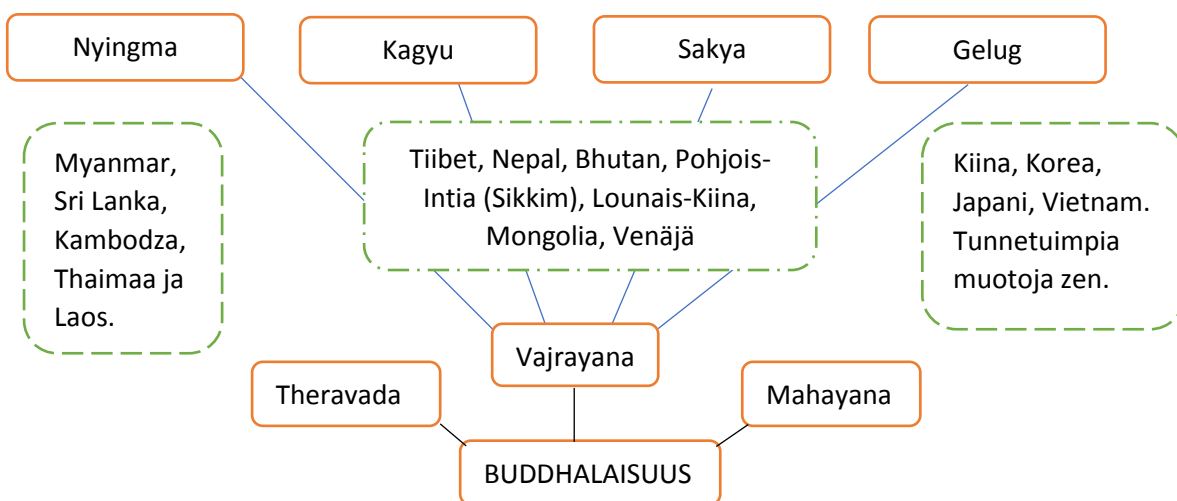 Nyingma
Kagyu
Sakya
Gelug
Myanmar,
Sri Lanka,
Kambodza,
Thaimaa ja
Laos.
Tiibet, Nepal, Bhutan, Pohjois-
Intia (Sikkim), Lounais-Kiina,
Mongolia, Venäjä
Kiina, Korea,
Japani, Vietnam.
Tunnetuimpia
muotoja zen.
Vajrayana
Theravada
Mahayana
BUDDHALAISUUS